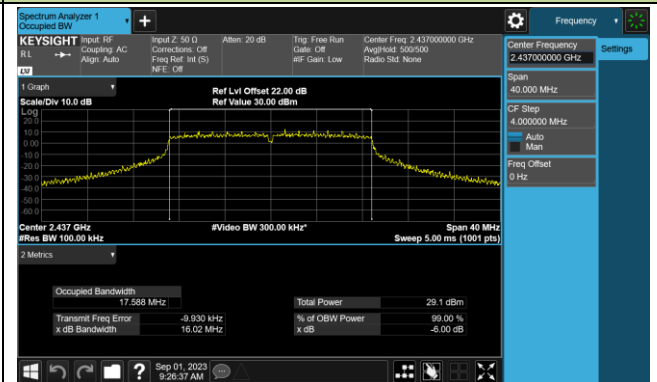 Spectrum Analyzer 1
Occupied BW
+
Frequency
KEYSIGHT
RL
LXI
Input: RF
Coupling: AC
Align: Auto
Input Z: 50 Ω
Corrections: Off
Freq Ref: Int (S)
NFE: Off
Atten: 20 dB
Trig: Free Run
Gate: Off
#IF Gain: Low
Center Freq: 2.437000000 GHz
Avg|Hold: 500/500
Radio Std: None
Center Frequency
2.437000000 GHz
Settings
Span
40.000 MHz
CF Step
4.000000 MHz
Auto
Man
Freq Offset
0 Hz
1 Graph
Scale/Div 10.0 dB
Ref Lvl Offset 22.00 dB
Ref Value 30.00 dBm
Log
20.0
10.0
0.00
-10.0
-20.0
-30.0
-40.0
-50.0
-60.0
Center 2.437 GHz
#Video BW 300.00 kHz*
Span 40 MHz
#Res BW 100.00 kHz
Sweep 5.00 ms (1001 pts)
2 Metrics
Occupied Bandwidth
17.588 MHz
Total Power 29.1 dBm
Transmit Freq Error -9.930 kHz
% of OBW Power 99.00 %
x dB Bandwidth 16.02 MHz
x dB -6.00 dB
?
Sep 01, 2023
9:26:37 AM